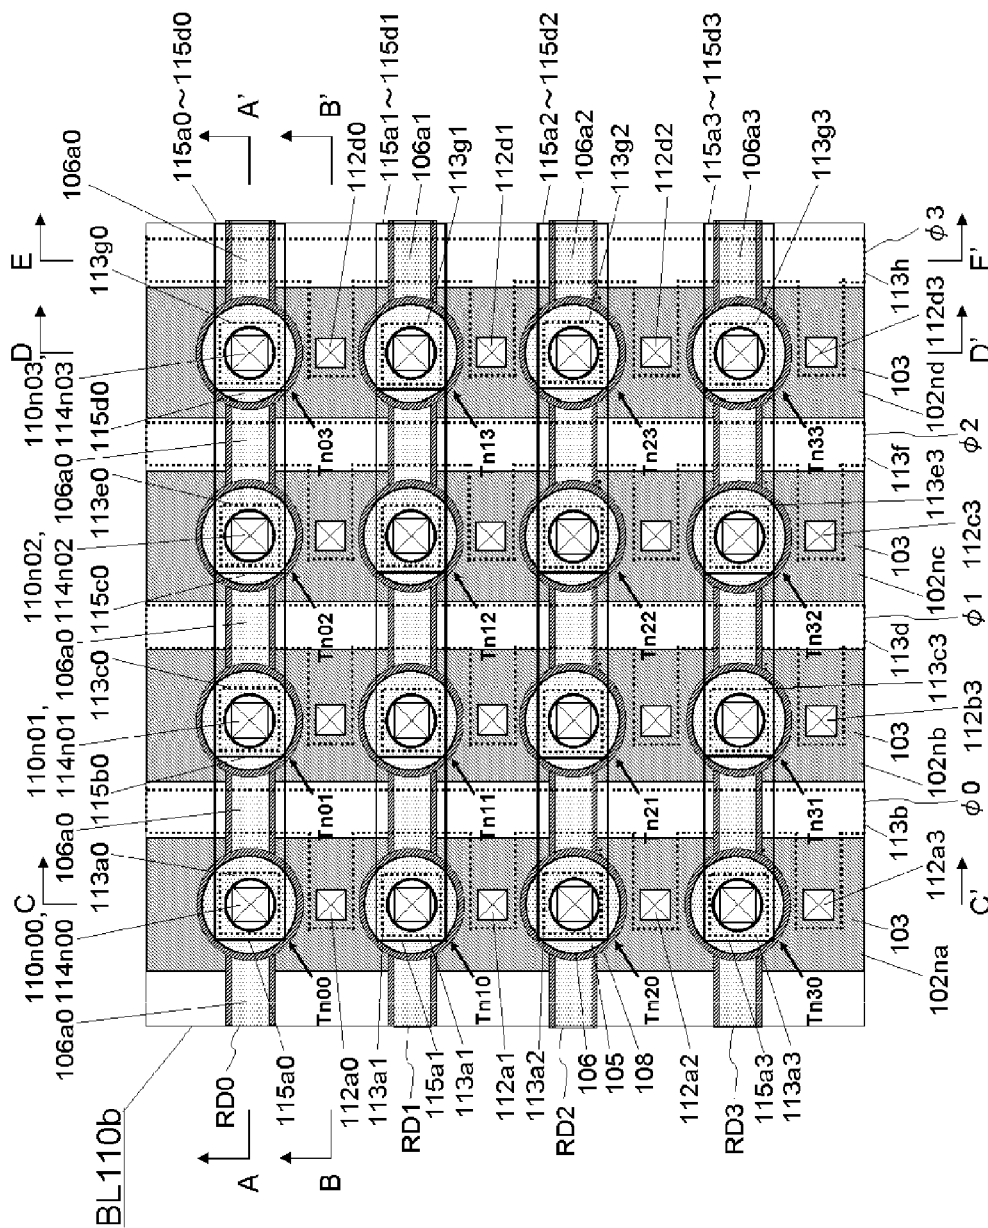 BL110b
106a0
110n00,
114n00
C
113a0
106a0
115b0
110n01,
114n01
113c0
106a0
115c0
110n02,
114n02
113e0
106a0
115d0
110n03,
114n03
D
113g0
E
106a0
115a0～115d0
A'
B'
112d0
115a1～115d1
106a1
113g1
112d1
115a2～115d2
106a2
113g2
112d2
115a3～115d3
106a3
113g3
A
RD0
115a0
B
112a0
113a1
RD1
115a1
113a1
112a1
113a2
RD2
106
105
108
112a2
RD3
115a3
113a3
Tn00
Tn01
Tn02
Tn03
Tn10
Tn11
Tn12
Tn13
Tn20
Tn21
Tn22
Tn23
Tn30
Tn31
Tn32
Tn33
102na
103
112a3
C'
113b
φ0
102nb
103
112b3
113c3
113d
φ1
102nc
103
112c3
113e3
113f
φ2
102nd
103
D'
112d3
113h
F'
φ3